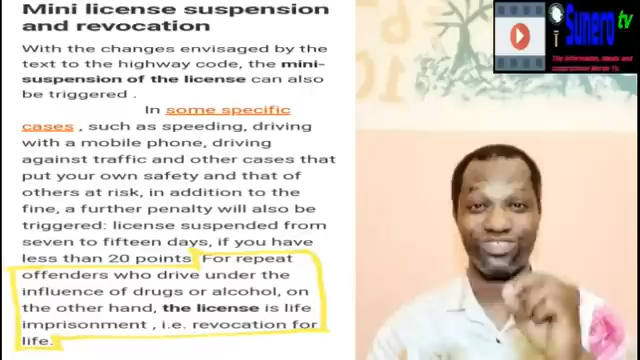 Mini license suspension
and revocation
With the changes envisaged by the
text to the highway code, the mini-
suspension of the license can also
be triggered .
In some specific
cases , such as speeding, driving
with a mobile phone, driving
against traffic and other cases that
put your own safety and that of
others at risk, in addition to the
fine, a further penalty will also be
triggered: license suspended from
seven to fifteen days, if you have
less than 20 points For repeat
offenders who drive under the
influence of drugs or alcohol, on
the other hand, the license is life
imprisonment , i.e. revocation for
life.
Sunero tv